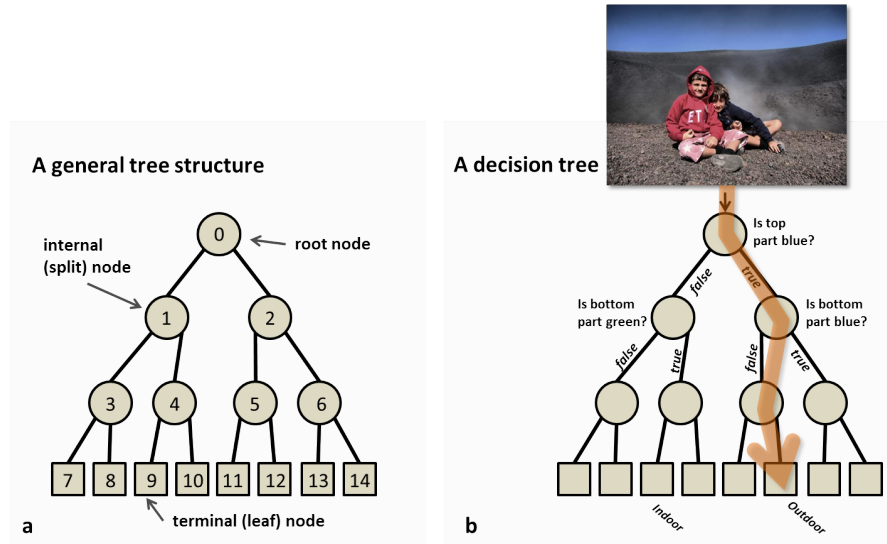 A general tree structure
0
root node
internal
(split) node
1
2
3
4
5
6
7
8
9
10
11
12
13
14
terminal (leaf) node
a
A decision tree
ET
Is top
part blue?
false
true
Is bottom
part green?
Is bottom
part blue?
false
true
false
true
Indoor
Outdoor
b